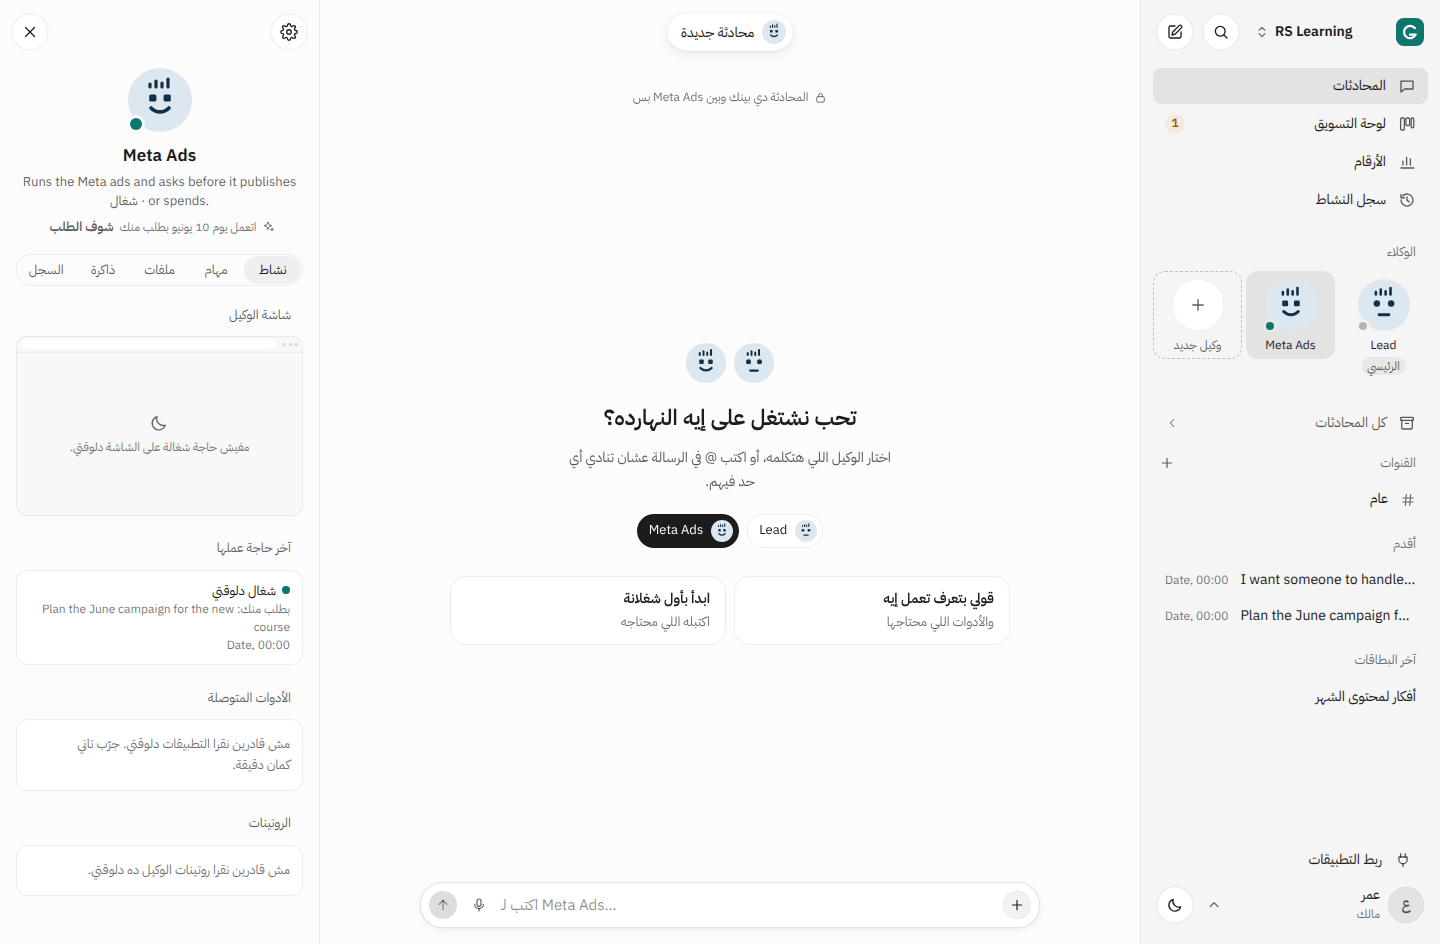 RS Learning
المحادثات
لوحة التسويق
1
الأرقام
سجل النشاط
الوكلاء
Lead
الرئيسي
Meta Ads
وكيل جديد
كل المحادثات
القنوات
عام
أقدم
I want someone to handle...
Date, 00:00
Plan the June campaign f...
Date, 00:00
آخر البطاقات
أفكار لمحتوى الشهر
ربط التطبيقات
ع
عمر
مالك
محادثة جديدة
المحادثة دي بينك وبين Meta Ads بس
تحب نشتغل على إيه النهارده؟
اختار الوكيل اللي هتكلمه، أو اكتب @ في الرسالة عشان تنادي أي
حد فيهم.
Lead
Meta Ads
قولي بتعرف تعمل إيه
والأدوات اللي محتاجها
ابدأ بأول شغلانة
اكتبله اللي محتاجه
اكتب لـ Meta Ads...
Meta Ads
Runs the Meta ads and asks before it publishes
or spends. · شغال
اتعمل يوم 10 يونيو بطلب منك شوف الطلب
نشاط
مهام
ملفات
ذاكرة
السجل
شاشة الوكيل
مفيش حاجة شغالة على الشاشة دلوقتي.
آخر حاجة عملها
شغال دلوقتي
بطلب منك: Plan the June campaign for the new
course
Date, 00:00
الأدوات المتوصلة
مش قادرين نقرا التطبيقات دلوقتي. جرّب تاني
كمان دقيقة.
الروتينات
مش قادرين نقرا روتينات الوكيل ده دلوقتي.